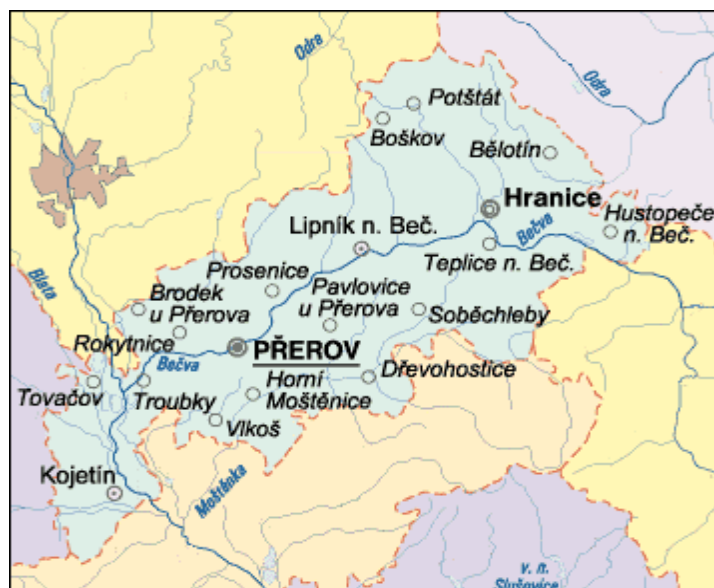 Odra
Odra
Potštát
Boškov
Bělotín
Hranice
Hustopeče
n. Beč.
Bečva
Lipník n. Beč.
Teplice n. Beč.
Blata
Prosenice
Pavlovice
u Přerova
Brodek
u Přerova
Soběchleby
Rokytnice
Bečva
PŘEROV
Dřevohostice
Tovačov
Troubky
Horní
Moštěnice
Vlkoš
Kojetín
Moštěnka
v. n.
Slušovice